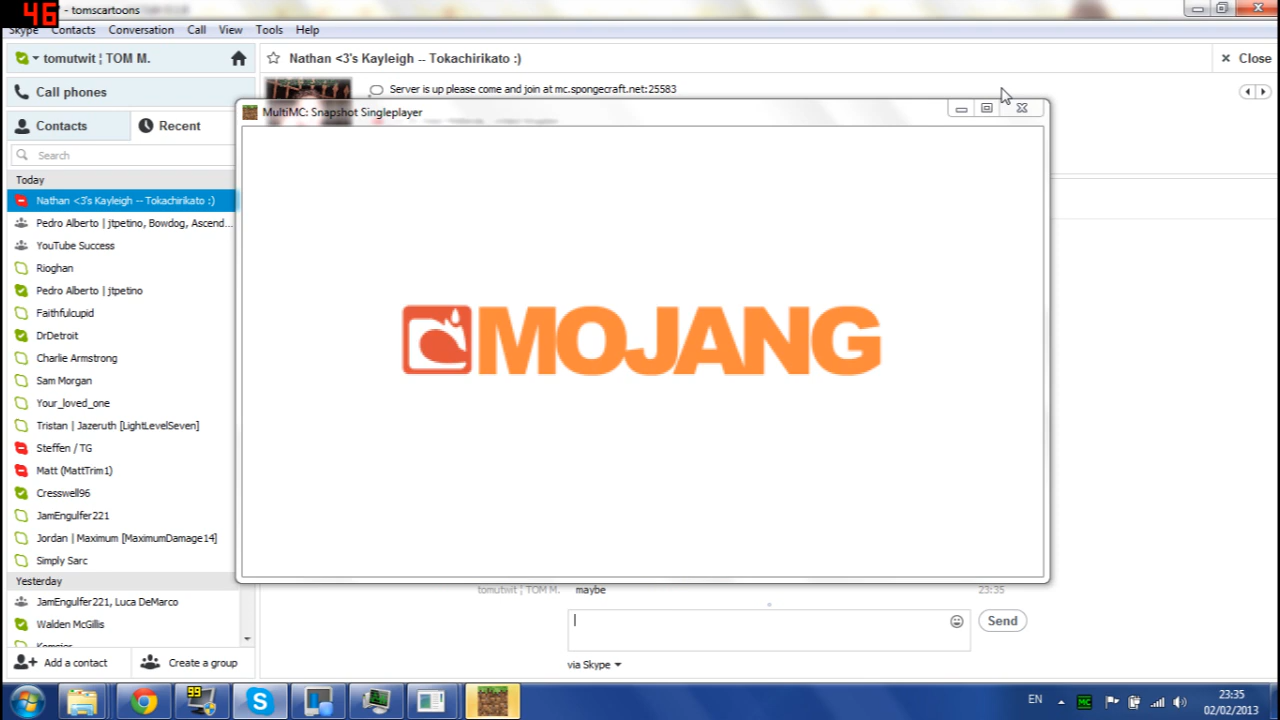 46
- tomscartoons
Skype Contacts Conversation Call View Tools Help
tomutwit ¦ TOM M.
Call phones
Contacts Recent
Search
Today
Nathan <3's Kayleigh -- Tokachirikato :)
Pedro Alberto | jtpetino, Bowdog, Ascend...
YouTube Success
Rioghan
Pedro Alberto | jtpetino
Faithfulcupid
DrDetroit
Charlie Armstrong
Sam Morgan
Your_loved_one
Tristan | Jazeruth [LightLevelSeven]
Steffen / TG
Matt (MattTrim1)
Cresswell96
JamEngulfer221
Jordan | Maximum [MaximumDamage14]
Simply Sarc
Yesterday
JamEngulfer221, Luca DeMarco
Walden McGillis
Add a contact Create a group
Nathan <3's Kayleigh -- Tokachirikato :)
Close
Server is up please come and join at mc.spongecraft.net:25583
MultiMC: Snapshot Singleplayer
MOJANG
tomutwit ¦ TOM M. maybe 23:35
Send
via Skype
99
EN
MC
23:35
02/02/2013